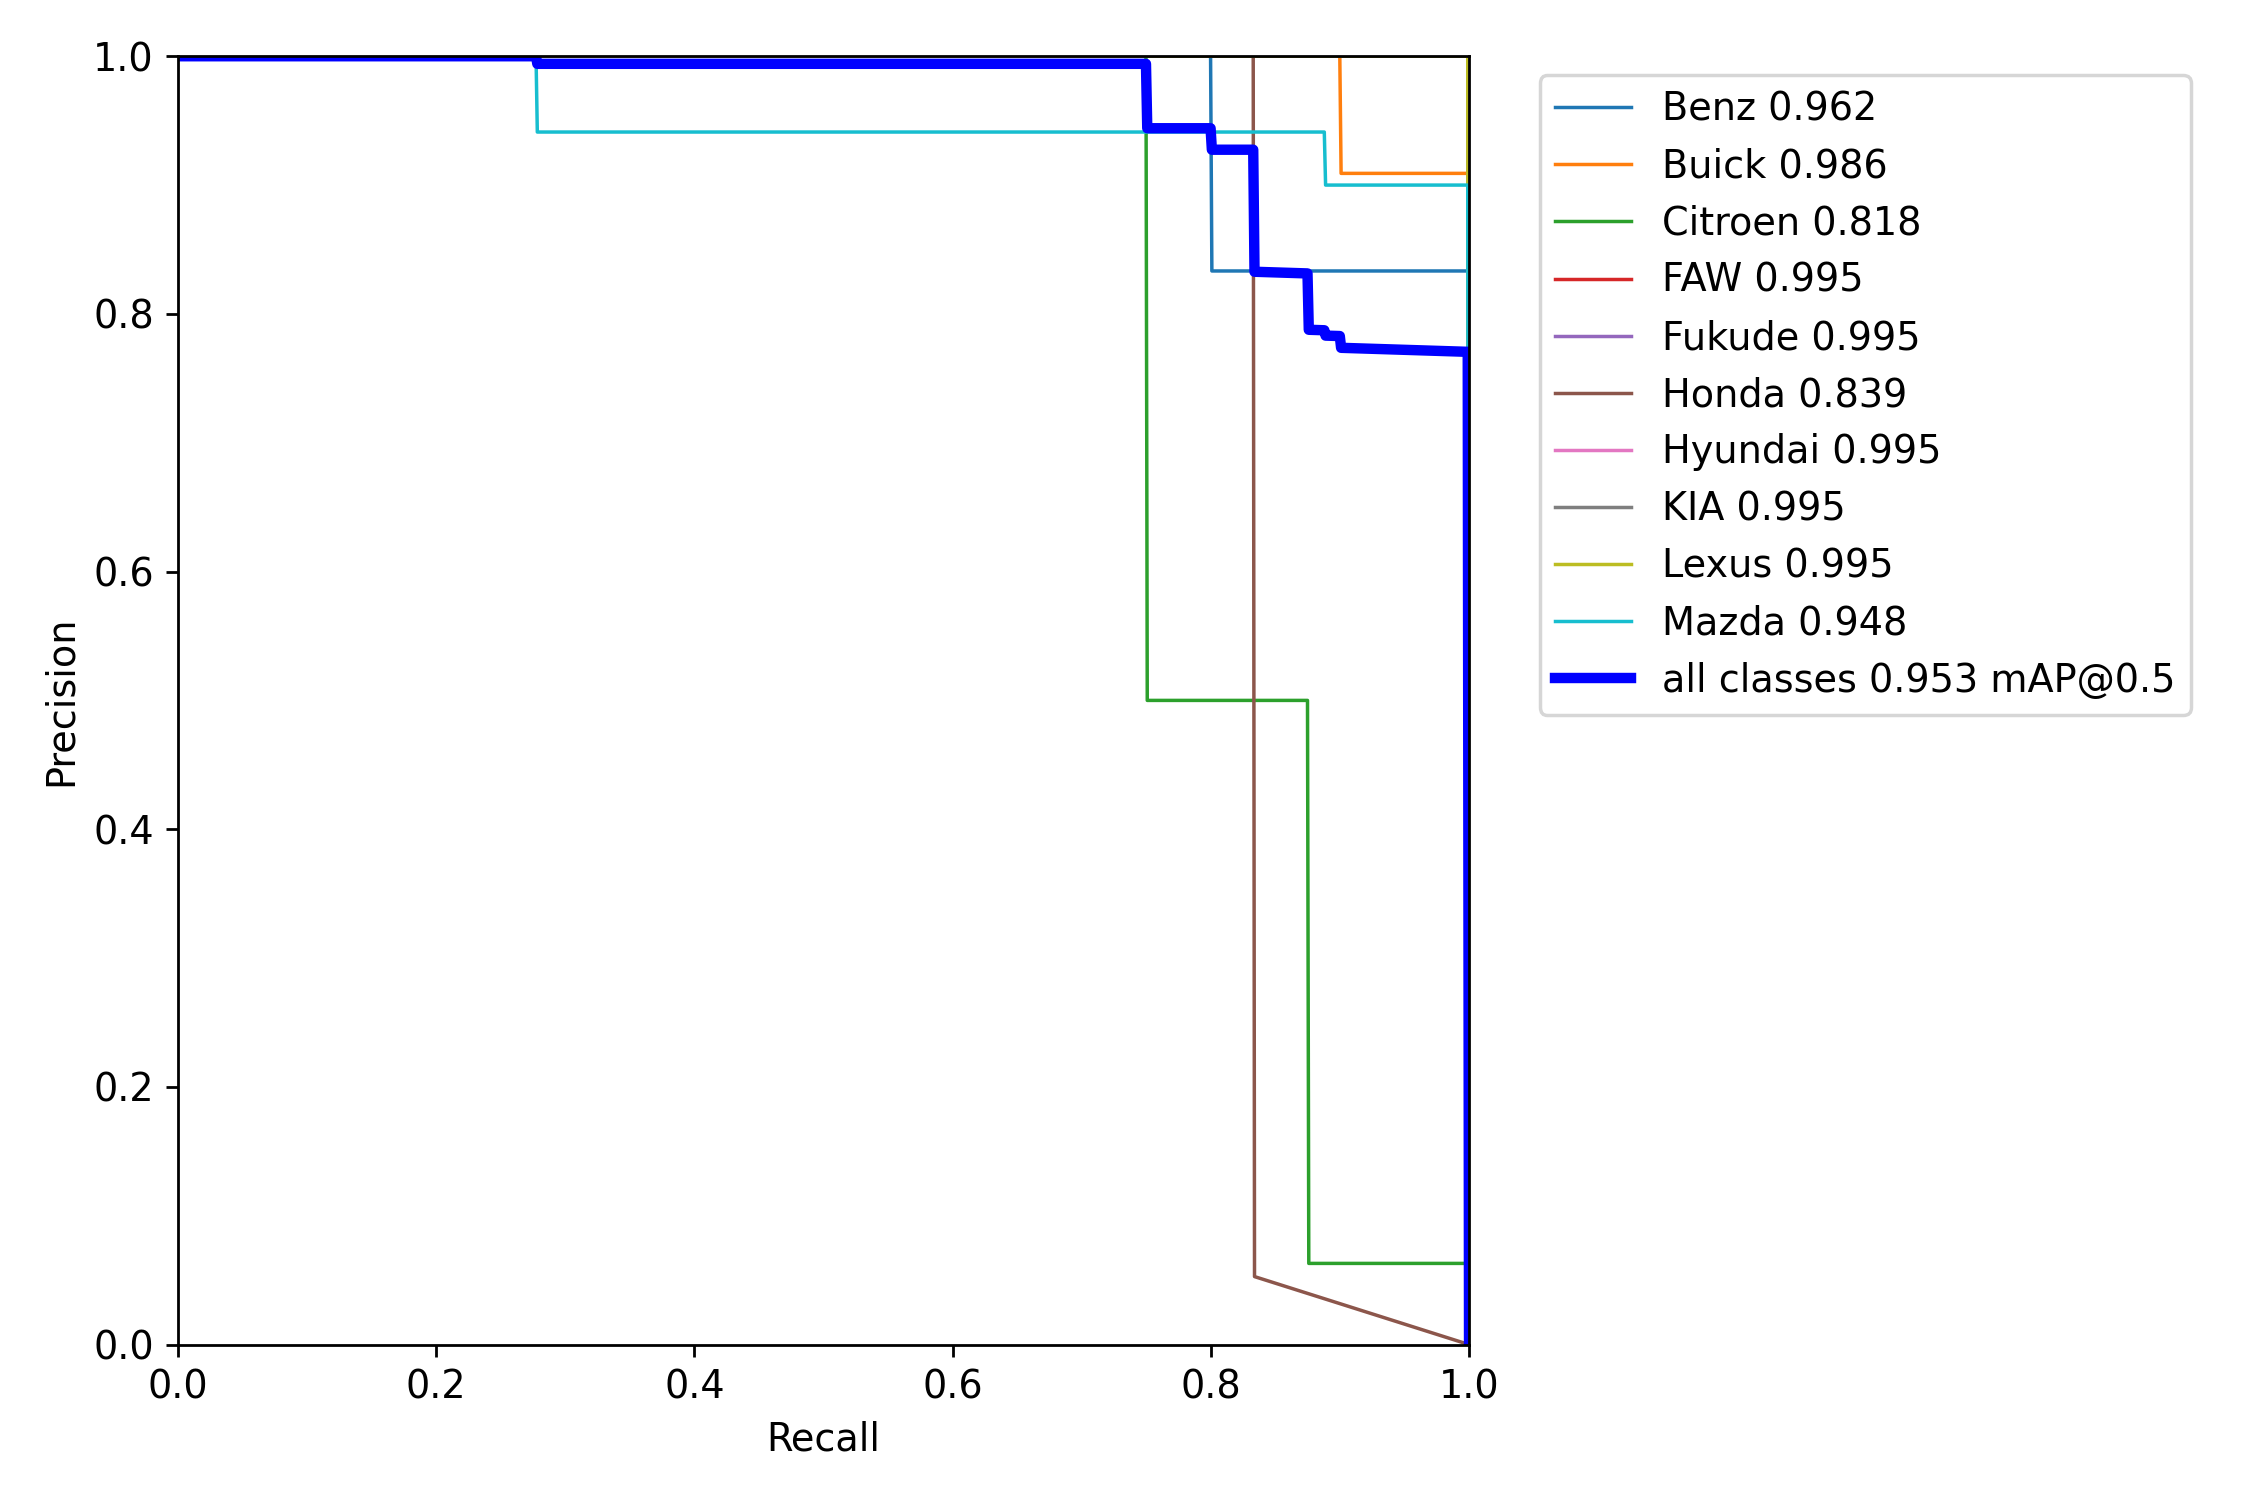 1.0
0.8
0.6
0.4
0.2
0.0
Precision
0.0 0.2 0.4 0.6 0.8 1.0
Recall
Benz 0.962
Buick 0.986
Citroen 0.818
FAW 0.995
Fukude 0.995
Honda 0.839
Hyundai 0.995
KIA 0.995
Lexus 0.995
Mazda 0.948
all classes 0.953 mAP@0.5